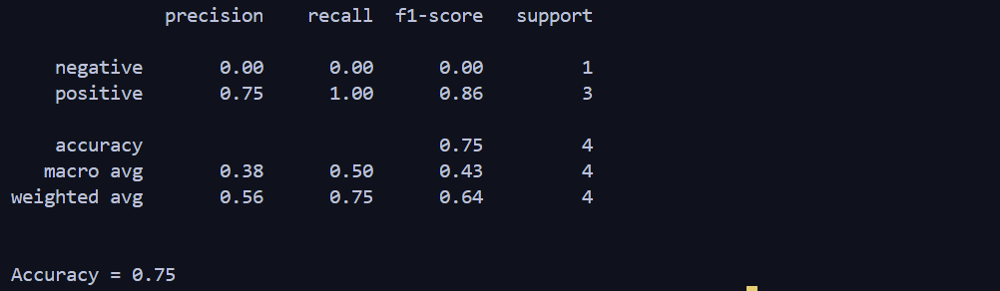 precision recall f1-score support
negative 0.00 0.00 0.00 1
positive 0.75 1.00 0.86 3
accuracy 0.75 4
macro avg 0.38 0.50 0.43 4
weighted avg 0.56 0.75 0.64 4
Accuracy = 0.75